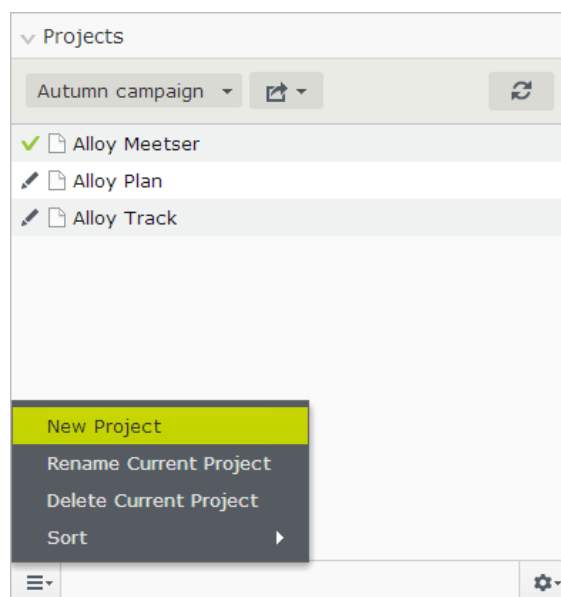 Projects
Autumn campaign
Alloy Meetser
Alloy Plan
Alloy Track
New Project
Rename Current Project
Delete Current Project
Sort